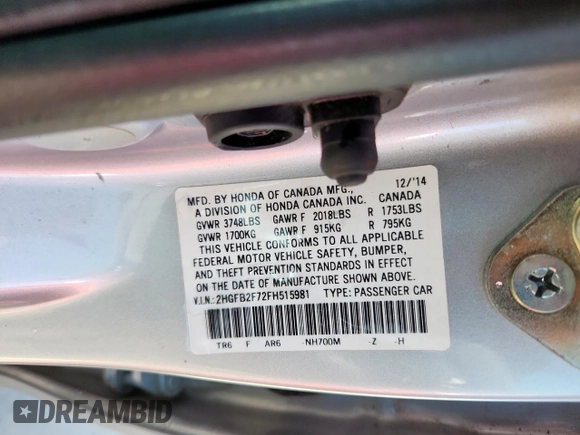 MFD. BY HONDA OF CANADA MFG., 12/'14
A DIVISION OF HONDA CANADA INC. CANADA
GVWR 3748LBS GAWR F 2018LBS R 1753LBS
GVWR 1700KG GAWR F 915KG R 795KG
THIS VEHICLE CONFORMS TO ALL APPLICABLE
FEDERAL MOTOR VEHICLE SAFETY, BUMPER,
AND THEFT PREVENTION STANDARDS IN EFFECT
ON DATE OF MANUFACTURE SHOWN ABOVE.
V.I.N.:2HGFB2F72FH515981 TYPE: PASSENGER CAR
TR6 F AR6 -NH700M -Z -H
DREAMBID